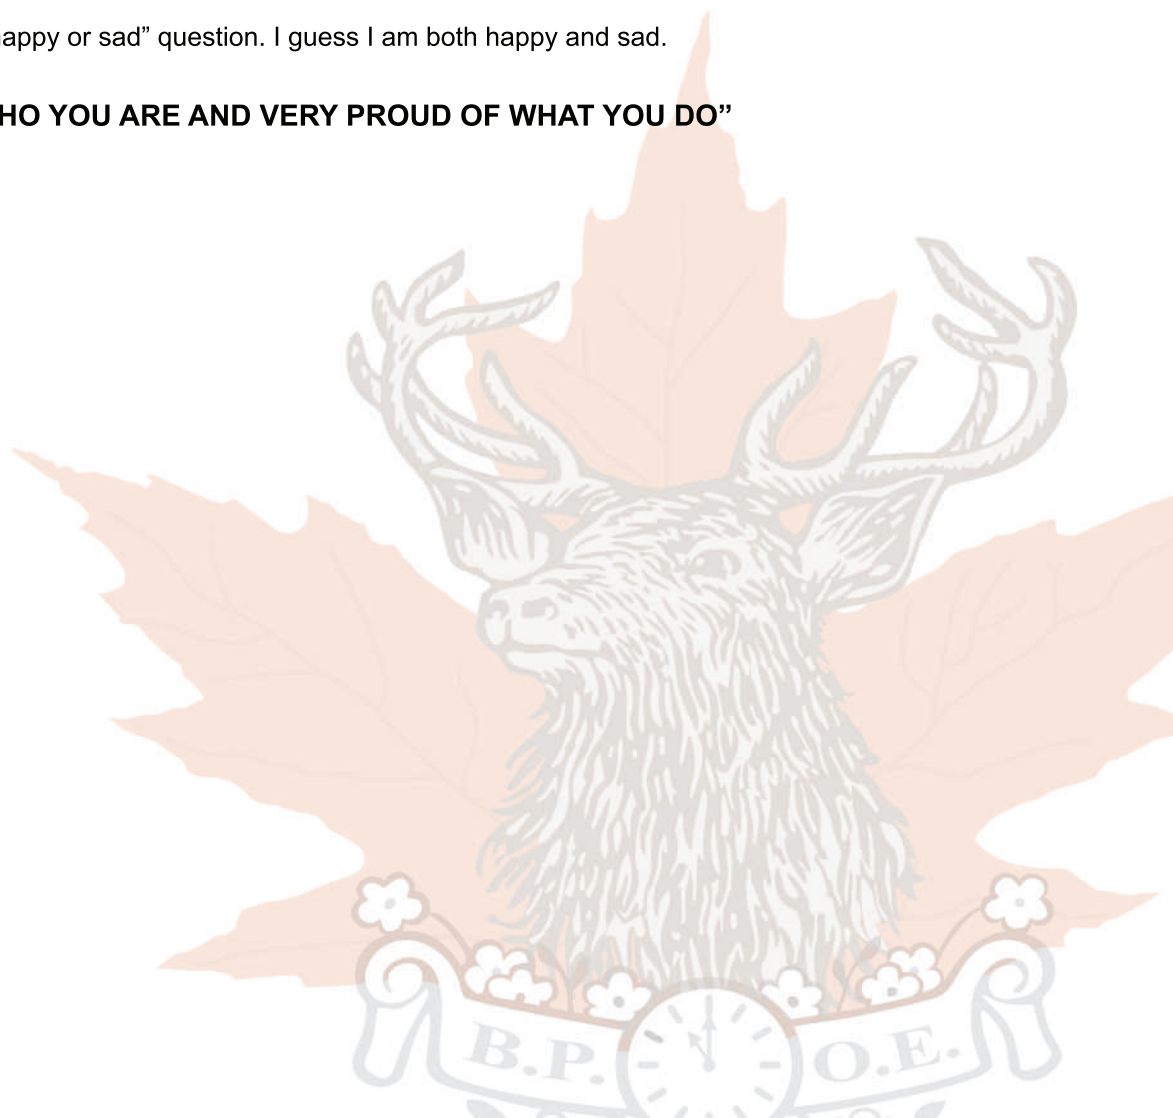 appy or sad” question. I guess I am both happy and sad.
HO YOU ARE AND VERY PROUD OF WHAT YOU DO”
B.P. O.E.